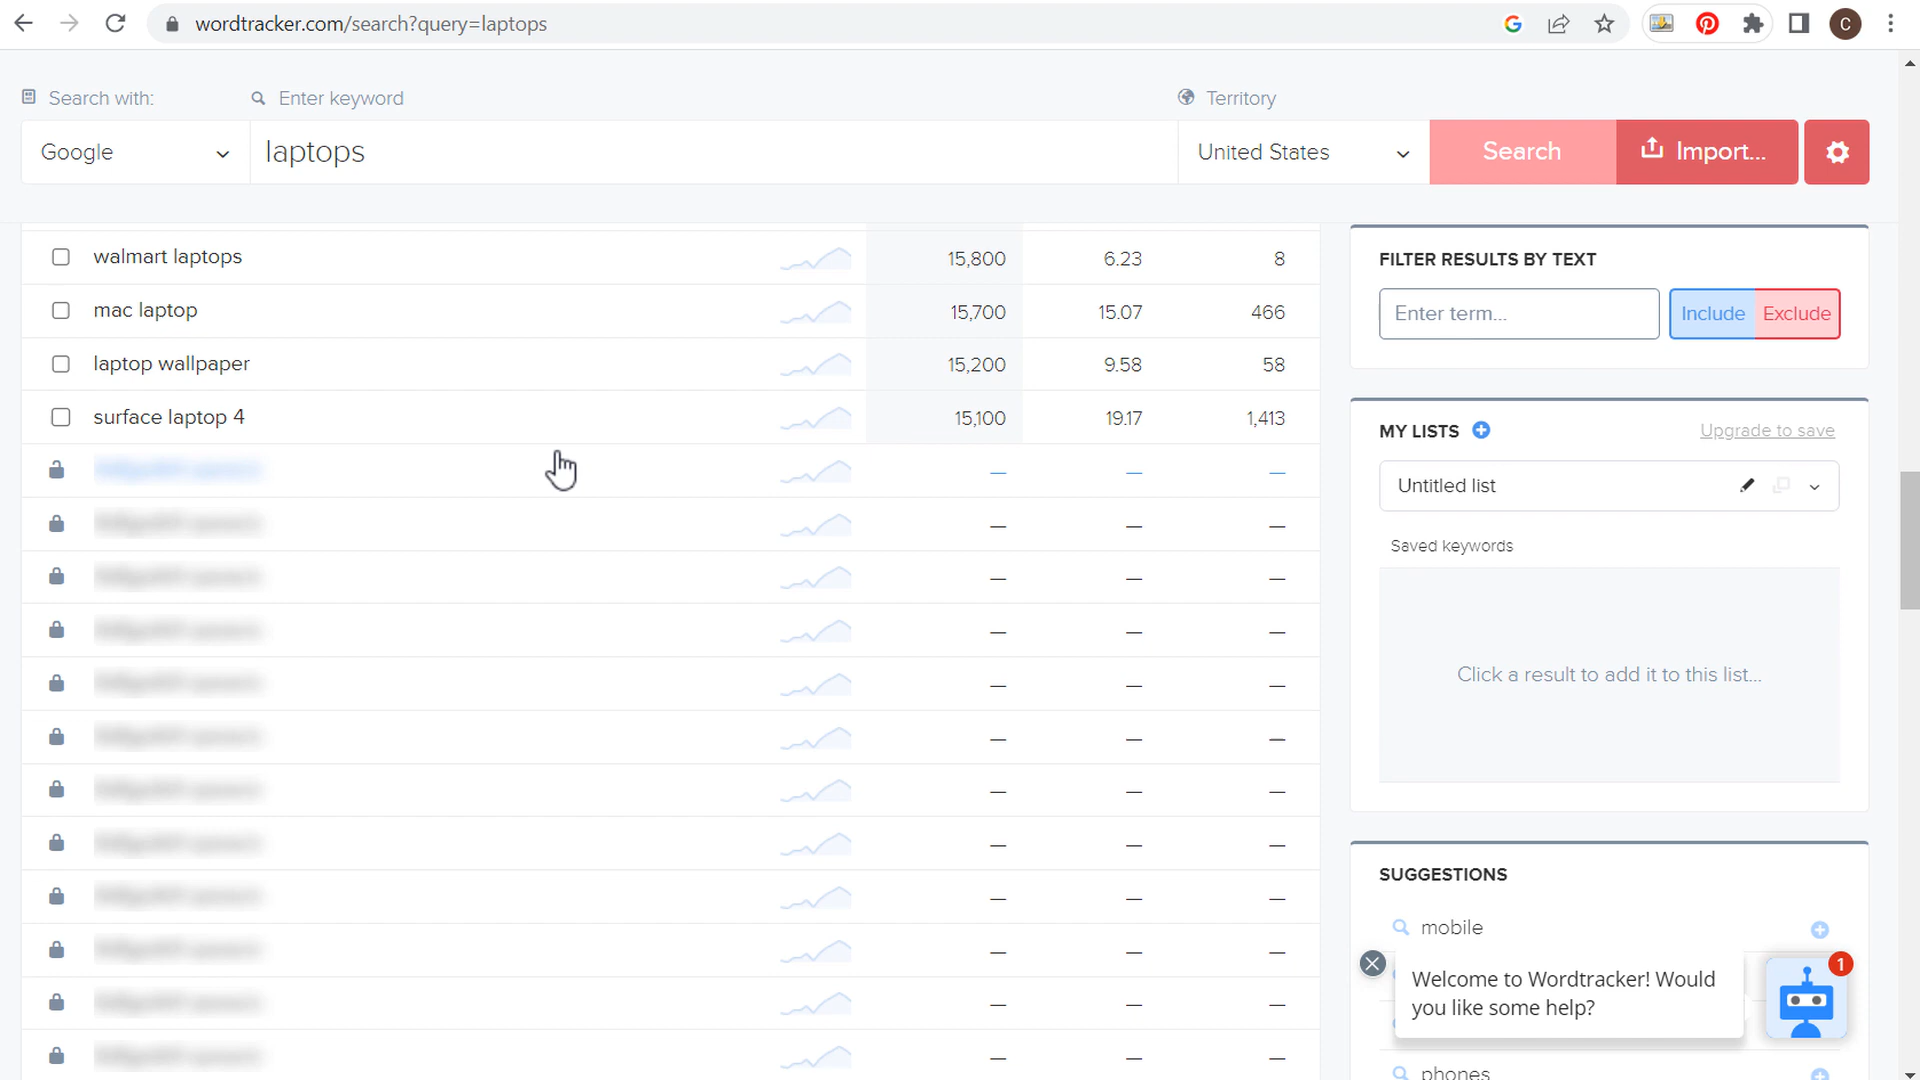 wordtracker.com/search?query=laptops
C
Search with:
Enter keyword
Territory
Google
laptops
United States
Search
Import...
walmart laptops 15,800 6.23 8
mac laptop 15,700 15.07 466
laptop wallpaper 15,200 9.58 58
surface laptop 4 15,100 19.17 1,413
— — —
— — —
— — —
— — —
— — —
— — —
— — —
— — —
— — —
— — —
— — —
— — —
FILTER RESULTS BY TEXT
Enter term...
Include
Exclude
MY LISTS
Upgrade to save
Untitled list
Saved keywords
Click a result to add it to this list...
SUGGESTIONS
mobile
Welcome to Wordtracker! Would
you like some help?
1
phones